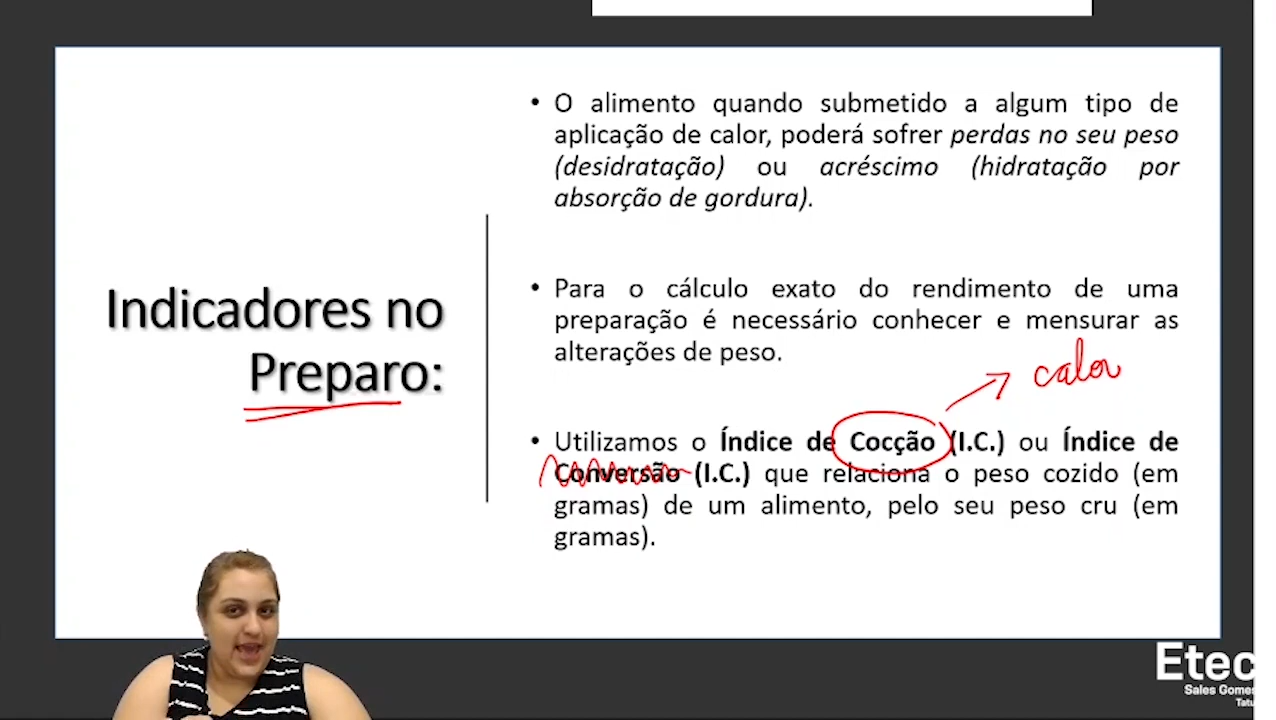 Indicadores no
Preparo:
• O alimento quando submetido a algum tipo de
aplicação de calor, poderá sofrer perdas no seu peso
(desidratação) ou acréscimo (hidratação por
absorção de gordura).
• Para o cálculo exato do rendimento de uma
preparação é necessário conhecer e mensurar as
alterações de peso.
calor
• Utilizamos o Índice de Cocção (I.C.) ou Índice de
Conversão (I.C.) que relaciona o peso cozido (em
gramas) de um alimento, pelo seu peso cru (em
gramas).
Etec
Sales Gomes
Tatu